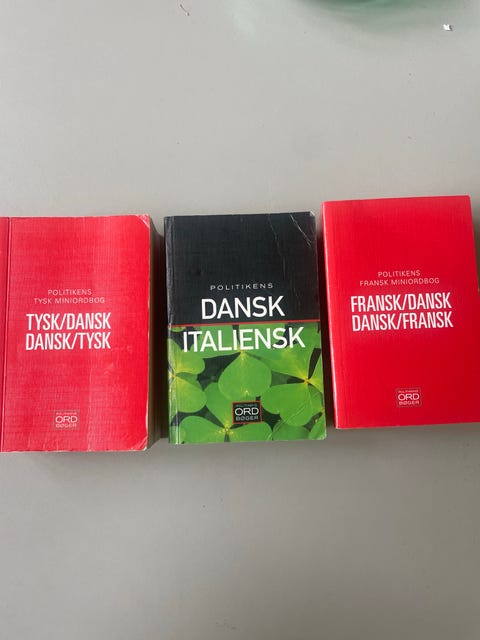 POLITIKENS
TYSK MINIORDBOG
TYSK/DANSK
DANSK/TYSK
POLITIKENS
ORD
BØGER
POLITIKENS
DANSK
ITALIENSK
POLITIKENS
ORD
BØGER
POLITIKENS
FRANSK MINIORDBOG
FRANSK/DANSK
DANSK/FRANSK
POLITIKENS
ORD
BØGER